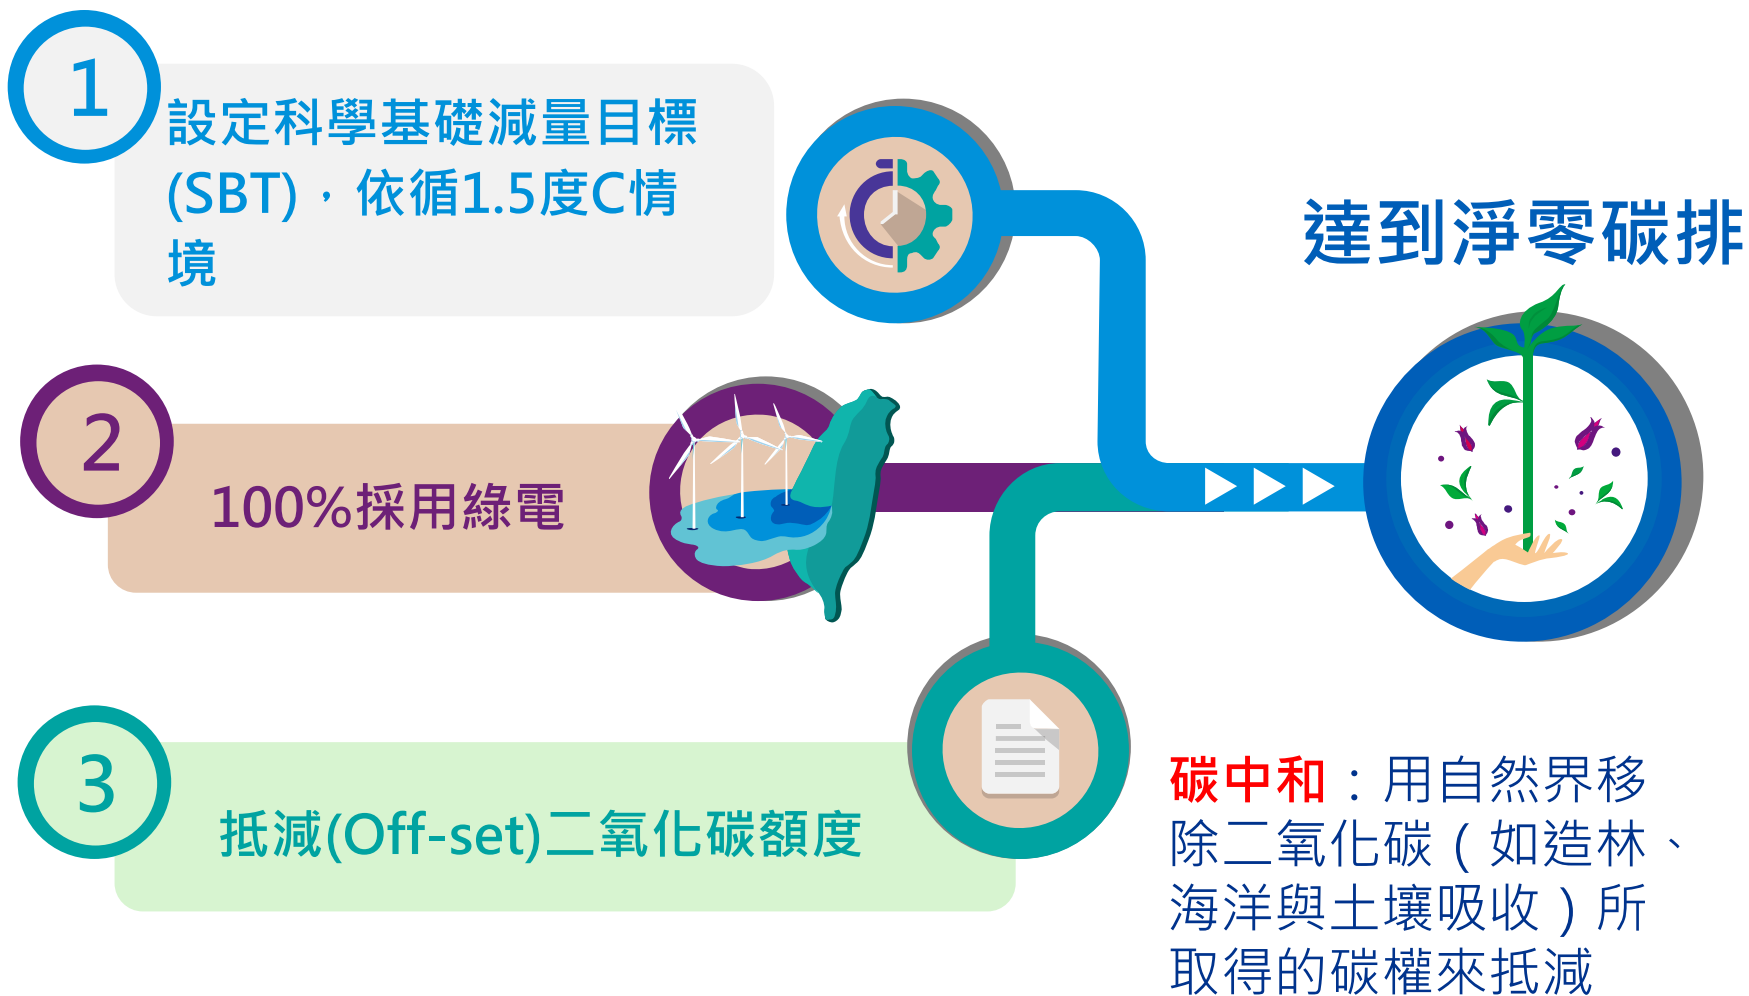 1
設定科學基礎減量目標
(SBT)，依循1.5度C情
境
達到淨零碳排
2
100%採用綠電
3
抵減(Off-set)二氧化碳額度
碳中和：用自然界移
除二氧化碳（如造林、
海洋與土壤吸收）所
取得的碳權來抵減